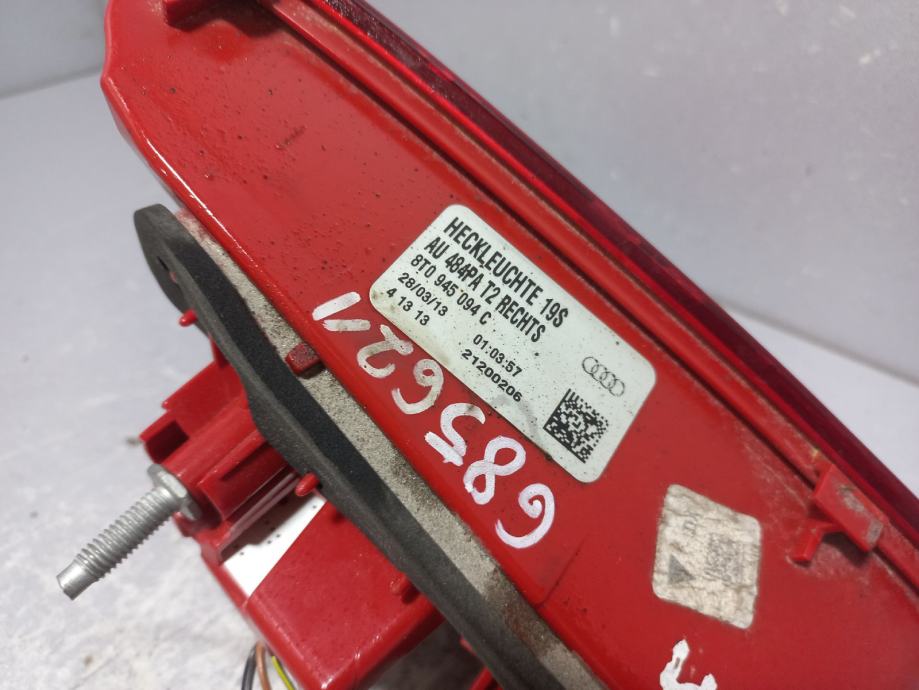 HECKLEUCHTE 19S
AU 484PA T2 RECHTS
8T0 945 094 C
28/03/13 01:03:57
4 13 13 21200206
G85621